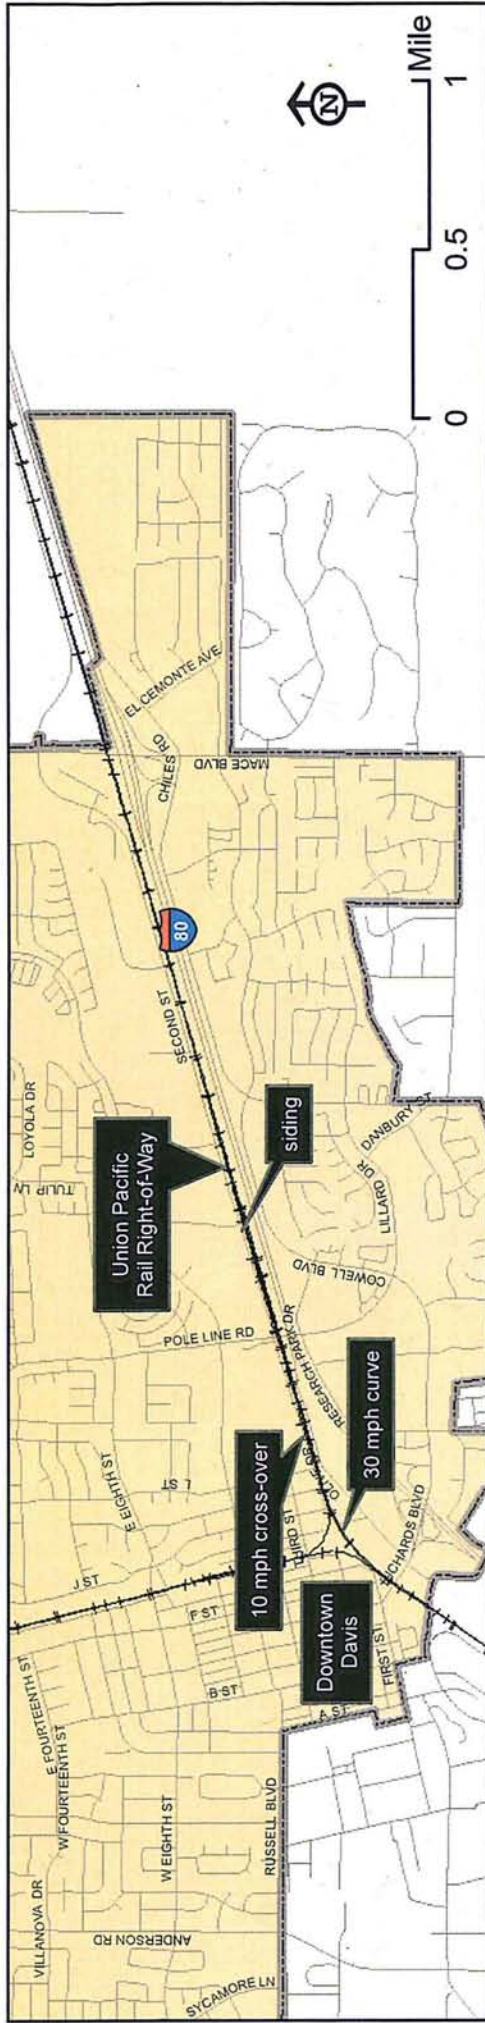 VILLANOVA DR
E FOURTEENTH ST
W FOURTEENTH ST
W EIGHTH ST
ANDERSON RD
SYCAMORE LN
RUSSELL BLVD
A ST
B ST
F ST
J ST
L ST
E EIGHTH ST
THIRD ST
FIRST ST
Downtown
Davis
10 mph cross-over
30 mph curve
RESEARCH PARK DR
POLE LINE RD
TULIP LN
LOYOLA DR
Union Pacific
Rail Right-of-Way
siding
SECOND ST
80
COWELL BLVD
LILLARD DR
DANBURY ST
CHILES RD
MACE BLVD
EL CEMONTE AVE
N
0
0.5
1
Mile